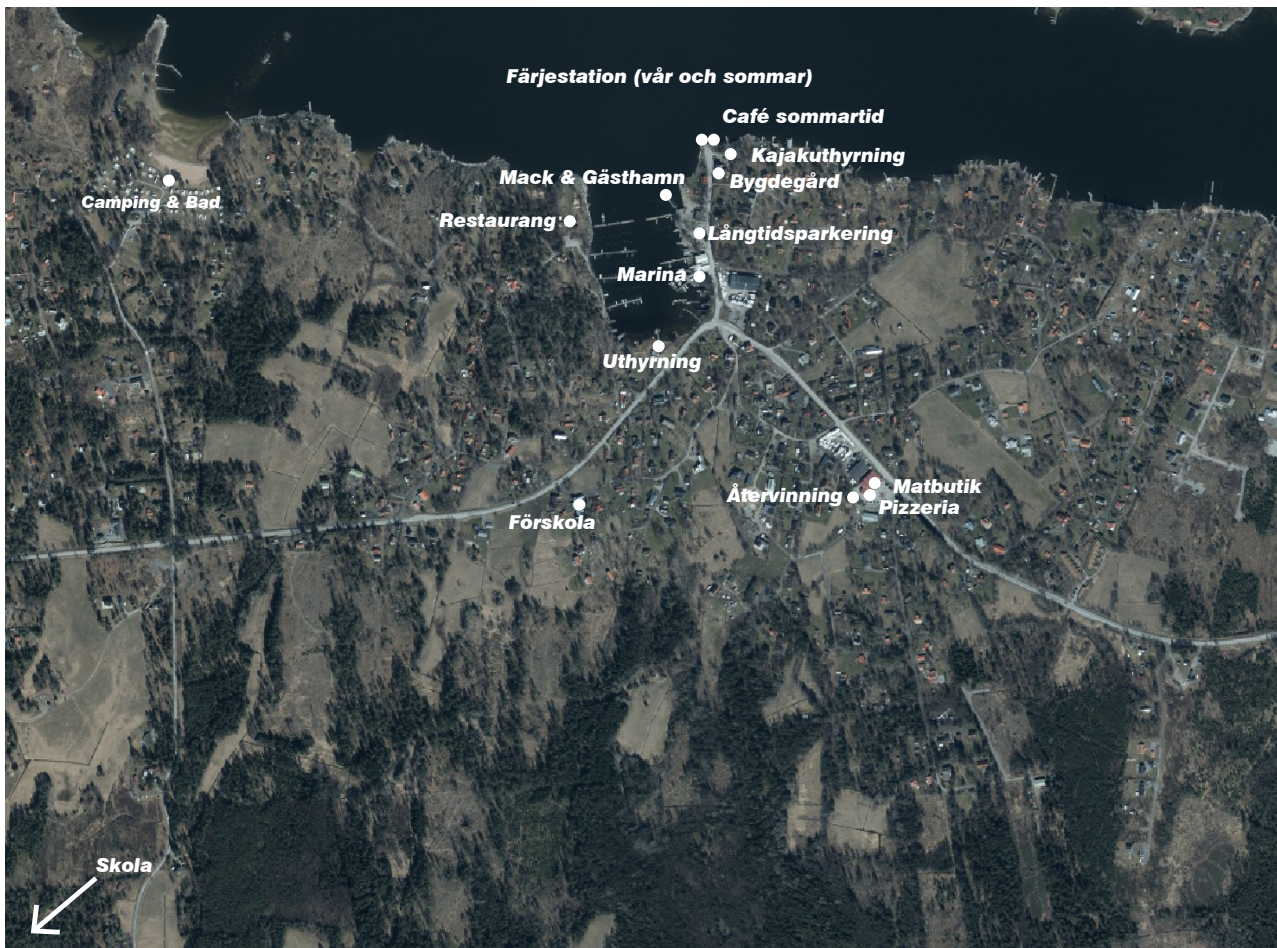 Färjestation (vår och sommar)
Café sommartid
Kajakuthyrning
Mack & Gästhamn
Bygdegård
Camping & Bad
Restaurang
Långtidsparkering
Marina
Uthyrning
Matbutik
Återvinning
Pizzeria
Förskola
Skola